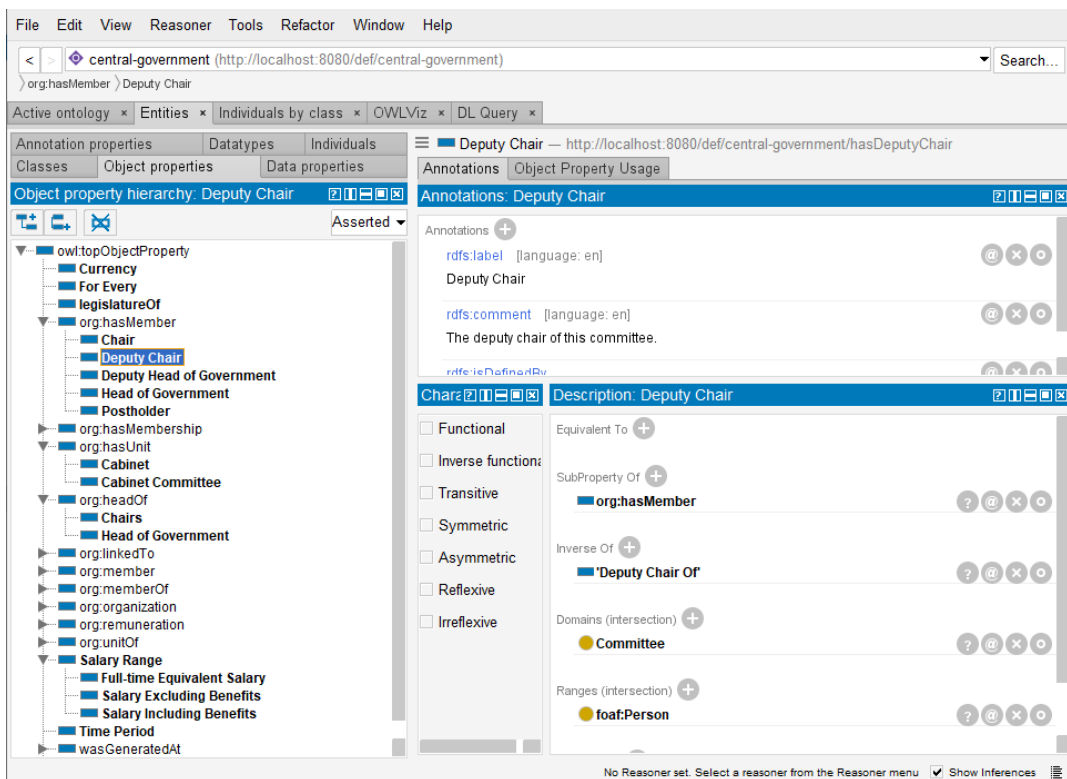 File Edit View Reasoner Tools Refactor Window Help
< > central-government (http://localhost:8080/def/central-government) Search...
org:hasMember Deputy Chair
Active ontology × Entities × Individuals by class × OWLViz × DL Query ×
Annotation properties Datatypes Individuals
Classes Object properties Data properties
Object property hierarchy: Deputy Chair
Asserted
owl:topObjectProperty
Currency
For Every
legislatureOf
org:hasMember
Chair
Deputy Chair
Deputy Head of Government
Head of Government
Postholder
org:hasMembership
org:hasUnit
Cabinet
Cabinet Committee
org:headOf
Chairs
Head of Government
org:linkedTo
org:member
org:memberOf
org:organization
org:remuneration
org:unitOf
Salary Range
Full-time Equivalent Salary
Salary Excluding Benefits
Salary Including Benefits
Time Period
wasGeneratedAt
Deputy Chair — http://localhost:8080/def/central-government/hasDeputyChair
Annotations Object Property Usage
Annotations: Deputy Chair
Annotations
rdfs:label [language: en]
Deputy Chair
rdfs:comment [language: en]
The deputy chair of this committee.
rdfs:isDefinedBy
Chara
Functional
Inverse functiona
Transitive
Symmetric
Asymmetric
Reflexive
Irreflexive
Description: Deputy Chair
Equivalent To
SubProperty Of
org:hasMember
Inverse Of
'Deputy Chair Of'
Domains (intersection)
Committee
Ranges (intersection)
foaf:Person
No Reasoner set. Select a reasoner from the Reasoner menu Show Inferences